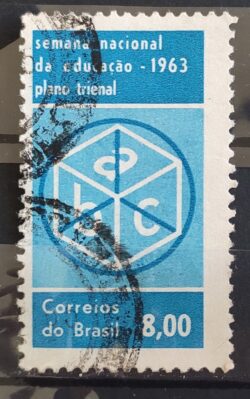 semana nacional
da educação - 1963
plano trienal
a
b c
Correios
do Brasil 8,00